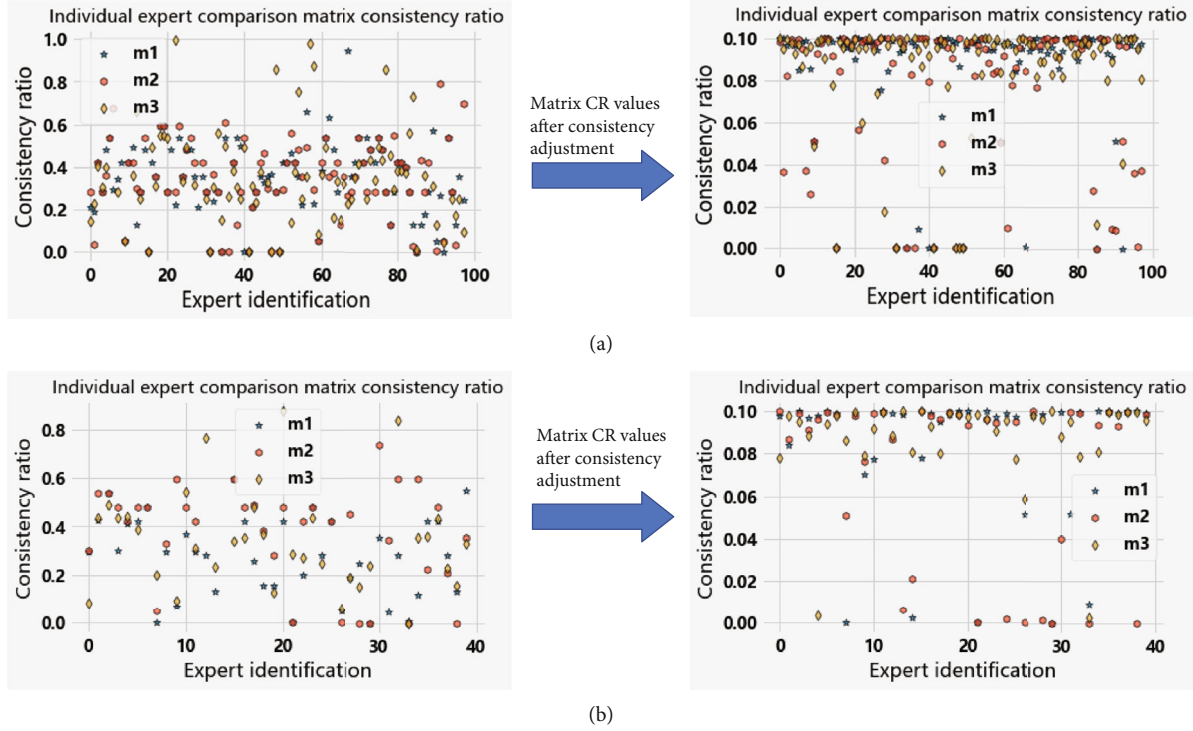 Individual expert comparison matrix consistency ratio
1.0
0.8
0.6
0.4
0.2
0.0
Consistency ratio
m1
m2
m3
0
20
40
60
80
100
Expert identification
Matrix CR values
after consistency
adjustment
Individual expert comparison matrix consistency ratio
0.10
0.08
0.06
0.04
0.02
0.00
Consistency ratio
m1
m2
m3
0
20
40
60
80
100
Expert identification
(a)
Individual expert comparison matrix consistency ratio
0.8
0.6
0.4
0.2
0.0
Consistency ratio
m1
m2
m3
0
10
20
30
40
Expert identification
Matrix CR values
after consistency
adjustment
Individual expert comparison matrix consistency ratio
0.10
0.08
0.06
0.04
0.02
0.00
Consistency ratio
m1
m2
m3
0
10
20
30
40
Expert identification
(b)